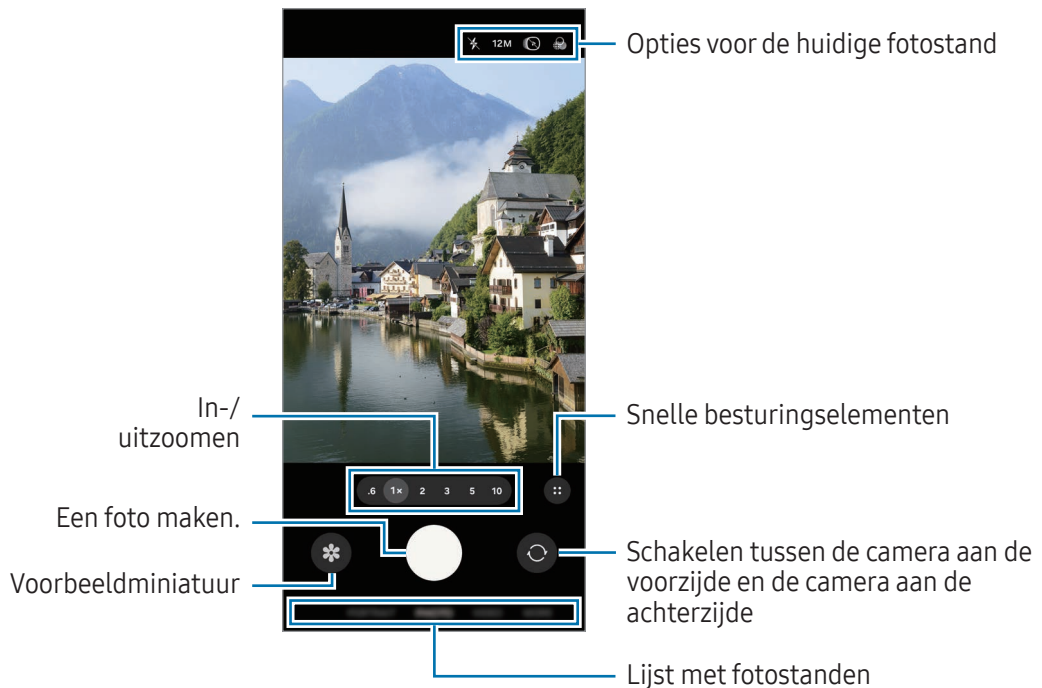 Opties voor de huidige fotostand
12M
In-/
uitzoomen
Snelle besturingselementen
.6 1× 2 3 5 10
Een foto maken.
Voorbeeldminiatuur
Schakelen tussen de camera aan de
voorzijde en de camera aan de
achterzijde
Lijst met fotostanden